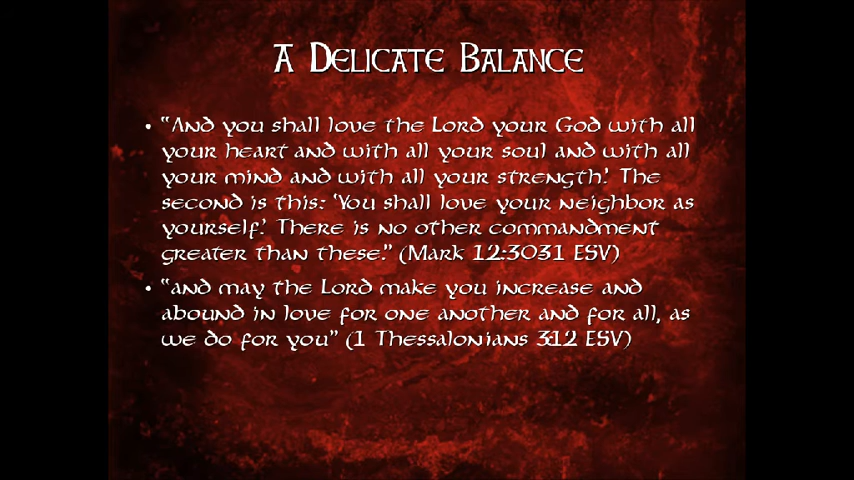 A Delicate Balance
• "And you shall love the Lord your God with all
your heart and with all your soul and with all
your mind and with all your strength.' The
second is this: 'You shall love your neighbor as
yourself.' There is no other commandment
greater than these." (Mark 12:3031 ESV)
• "and may the Lord make you increase and
abound in love for one another and for all, as
we do for you" (1 Thessalonians 3:12 ESV)